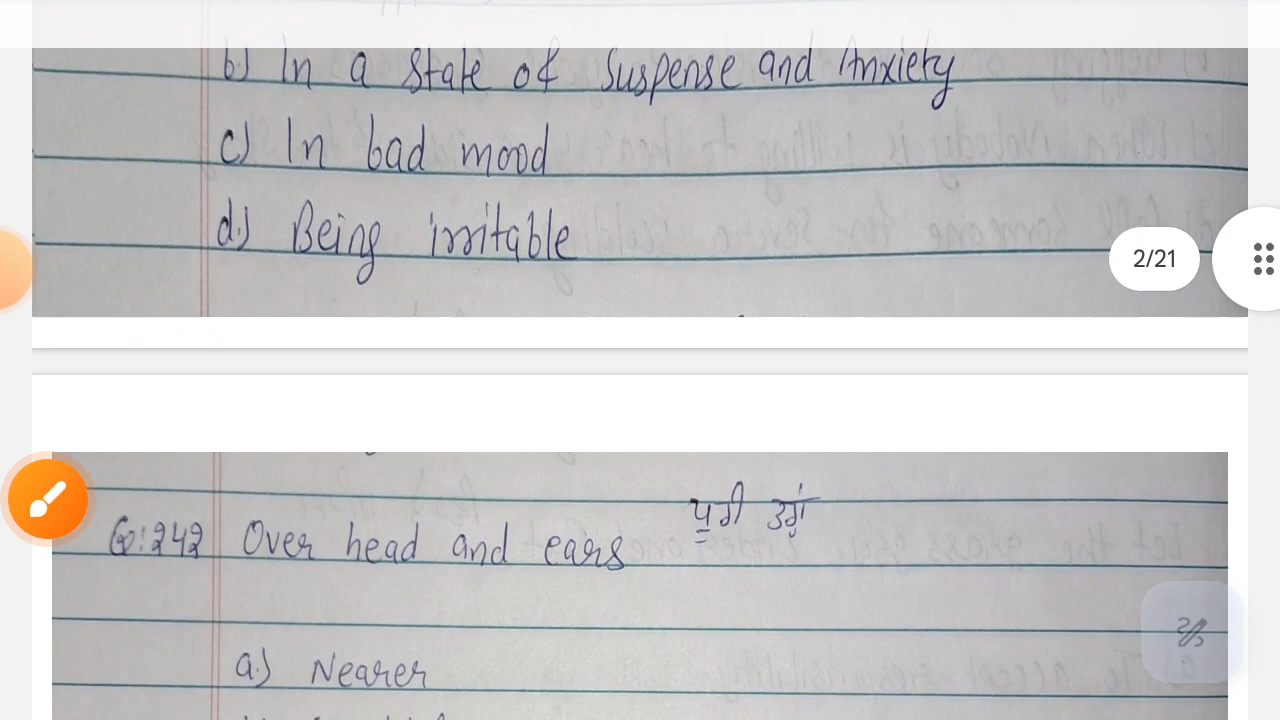 b.) In a State of Suspense and Anxiety
c.) In bad mood
d.) Being irritable
2/21
Q:242 Over head and ears ਪੂਰੀ ਤਰ੍ਹਾਂ
a.) Nearer